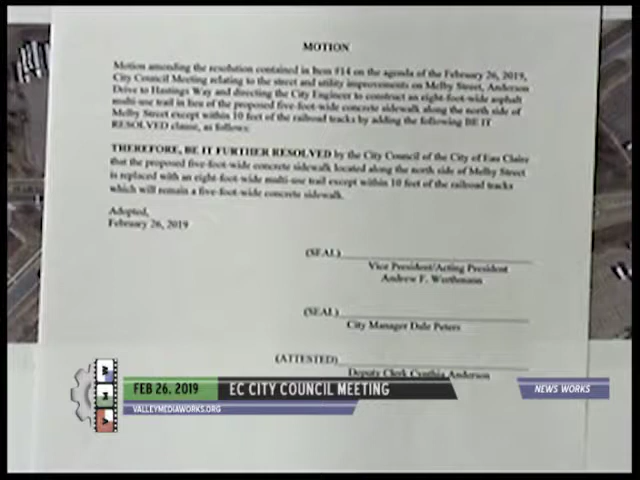 MOTION
Motion amending the resolution contained in Item #14 on the agenda of the February 26, 2019,
City Council Meeting relating to the street and utility improvements on Melby Street, Anderson
Drive to Hastings Way and directing the City Engineer to construct an eight-foot-wide asphalt
multi-use trail in lieu of the proposed five-foot-wide concrete sidewalk along the north side of
Melby Street except within 10 feet of the railroad tracks by adding the following BE IT
RESOLVED clause, as follows:
THEREFORE, BE IT FURTHER RESOLVED by the City Council of the City of Eau Claire
that the proposed five-foot-wide concrete sidewalk located along the north side of Melby Street
is replaced with an eight-foot-wide multi-use trail except within 10 feet of the railroad tracks
which will remain a five-foot-wide concrete sidewalk.
Adopted,
February 26, 2019
(SEAL)
Vice President/Acting President
Andrew F. Werthmann
(SEAL)
City Manager Dale Peters
(ATTESTED)
Deputy Clerk Cynthia Anderson
W
M
V
FEB 26, 2019 EC CITY COUNCIL MEETING
NEWS WORKS
VALLEYMEDIAWORKS.ORG